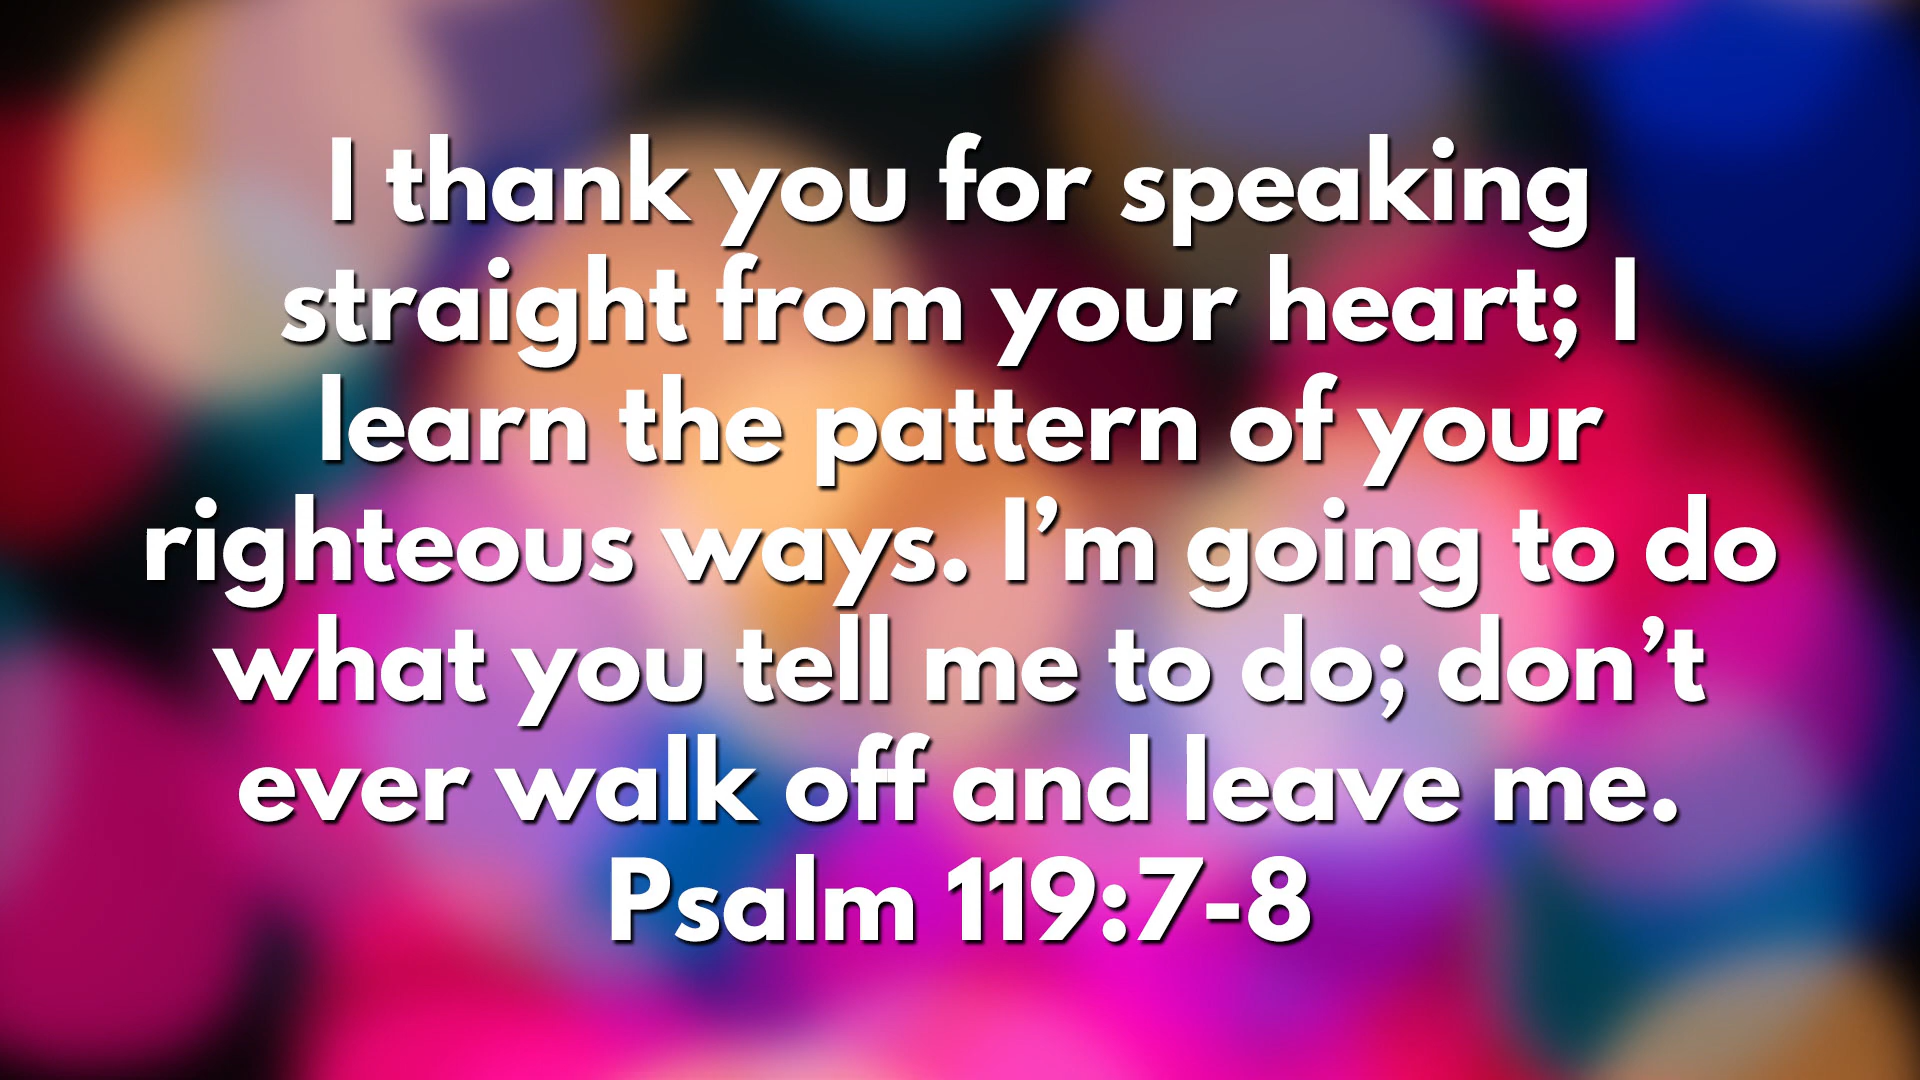 I thank you for speaking
straight from your heart; I
learn the pattern of your
righteous ways. I’m going to do
what you tell me to do; don’t
ever walk off and leave me.
Psalm 119:7-8